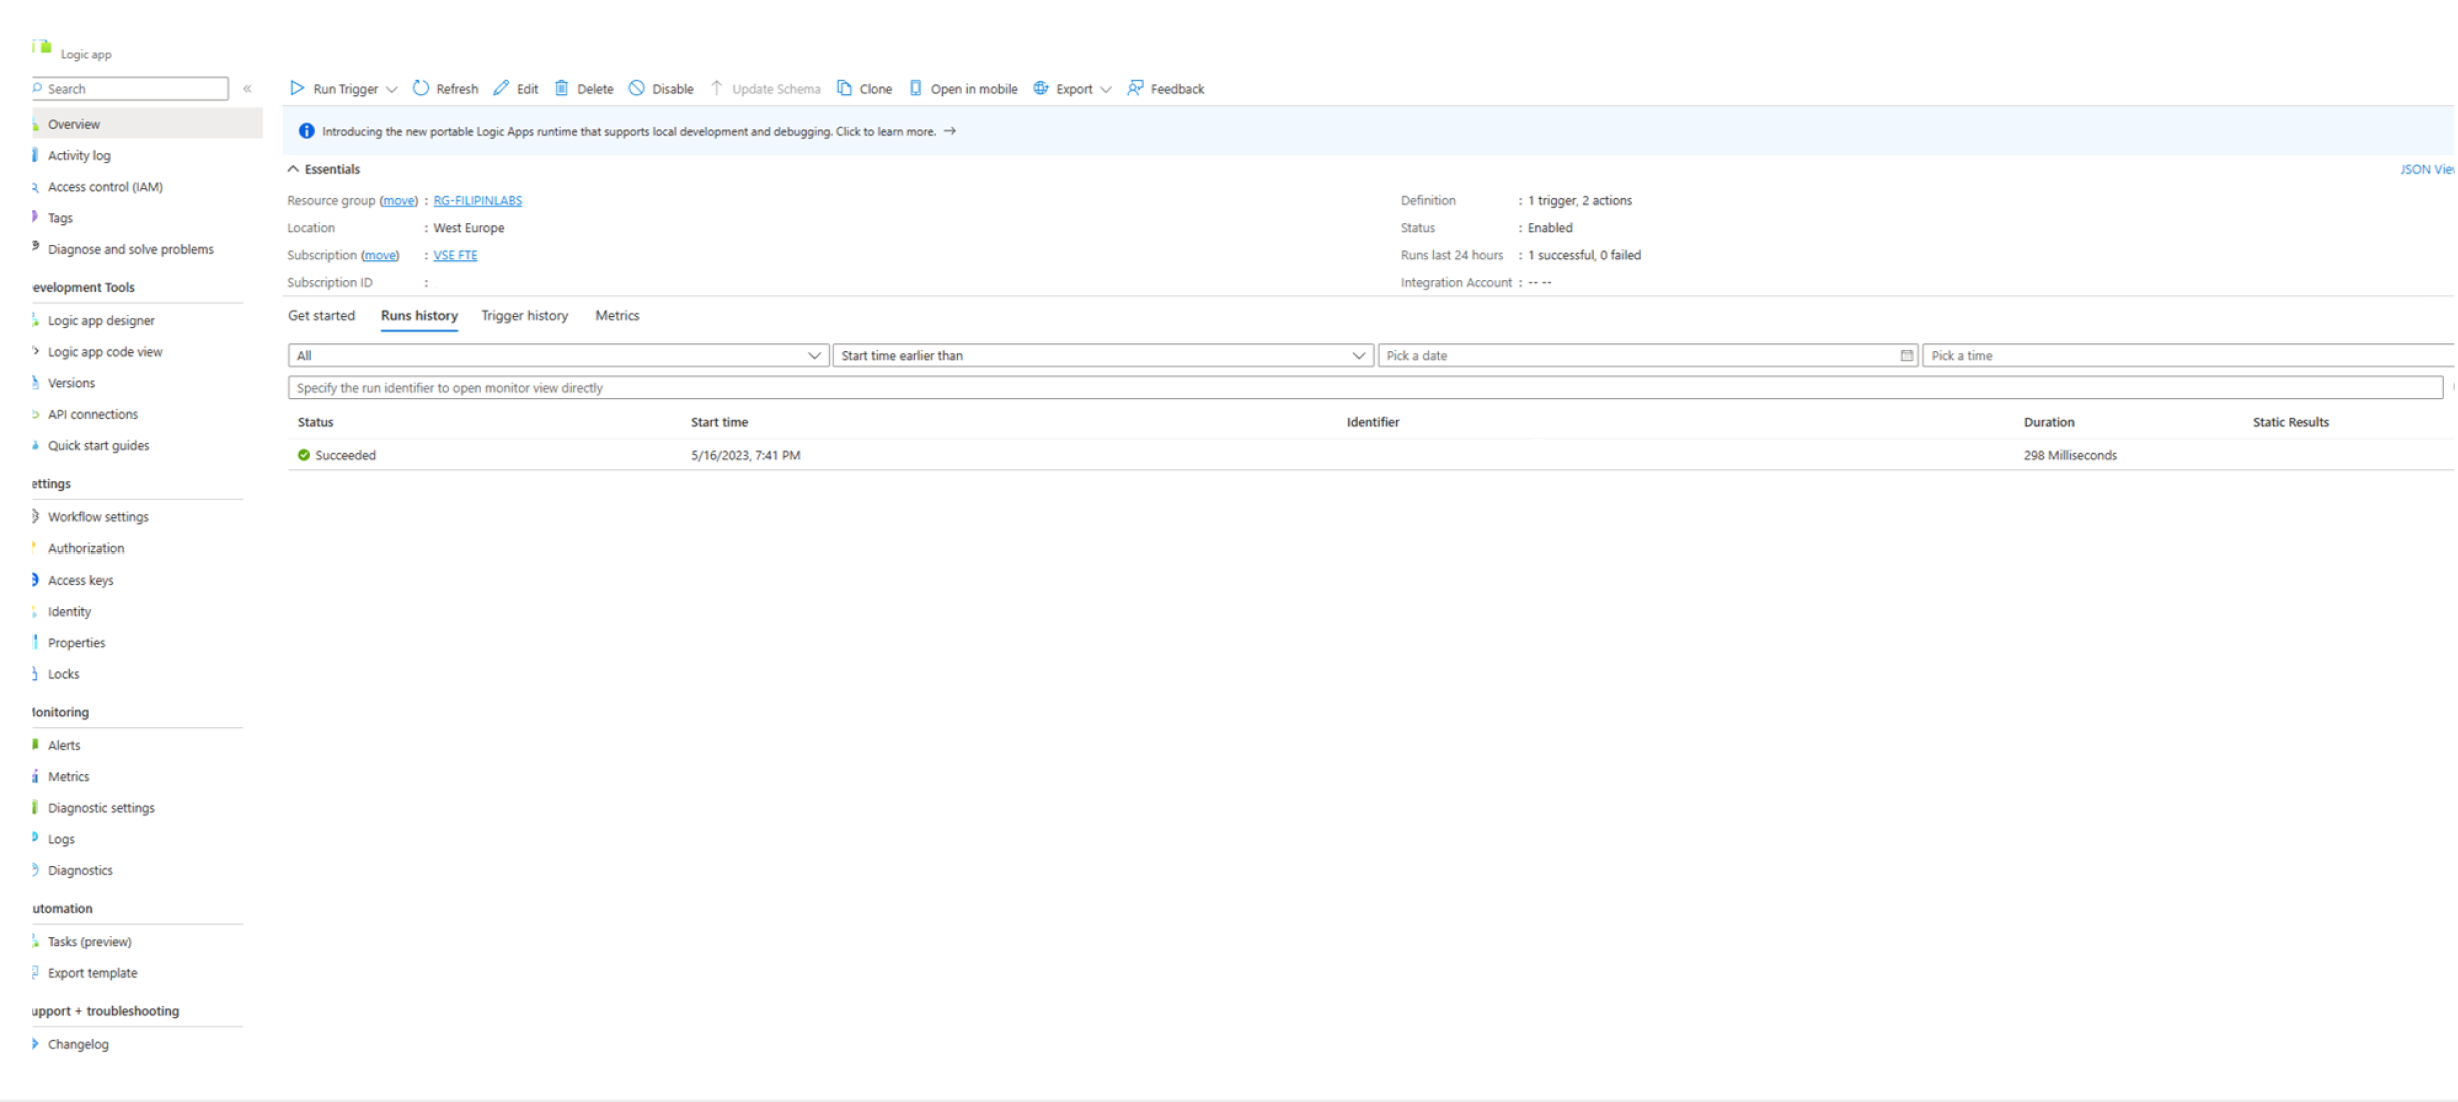 Logic app
Search «
Run Trigger Refresh Edit Delete Disable Update Schema Clone Open in mobile Export Feedback
Overview
Activity log
Access control (IAM)
Tags
Diagnose and solve problems
evelopment Tools
Logic app designer
Logic app code view
Versions
API connections
Quick start guides
ettings
Workflow settings
Authorization
Access keys
Identity
Properties
Locks
onitoring
Alerts
Metrics
Diagnostic settings
Logs
Diagnostics
utomation
Tasks (preview)
Export template
upport + troubleshooting
Changelog
Introducing the new portable Logic Apps runtime that supports local development and debugging. Click to learn more. →
Essentials
JSON Vie
Resource group (move) : RG-FILIPINLABS
Location : West Europe
Subscription (move) : VSE FTE
Subscription ID :
Definition : 1 trigger, 2 actions
Status : Enabled
Runs last 24 hours : 1 successful, 0 failed
Integration Account : -- --
Get started Runs history Trigger history Metrics
All Start time earlier than Pick a date Pick a time
Specify the run identifier to open monitor view directly
Status Start time Identifier Duration Static Results
Succeeded 5/16/2023, 7:41 PM 298 Milliseconds